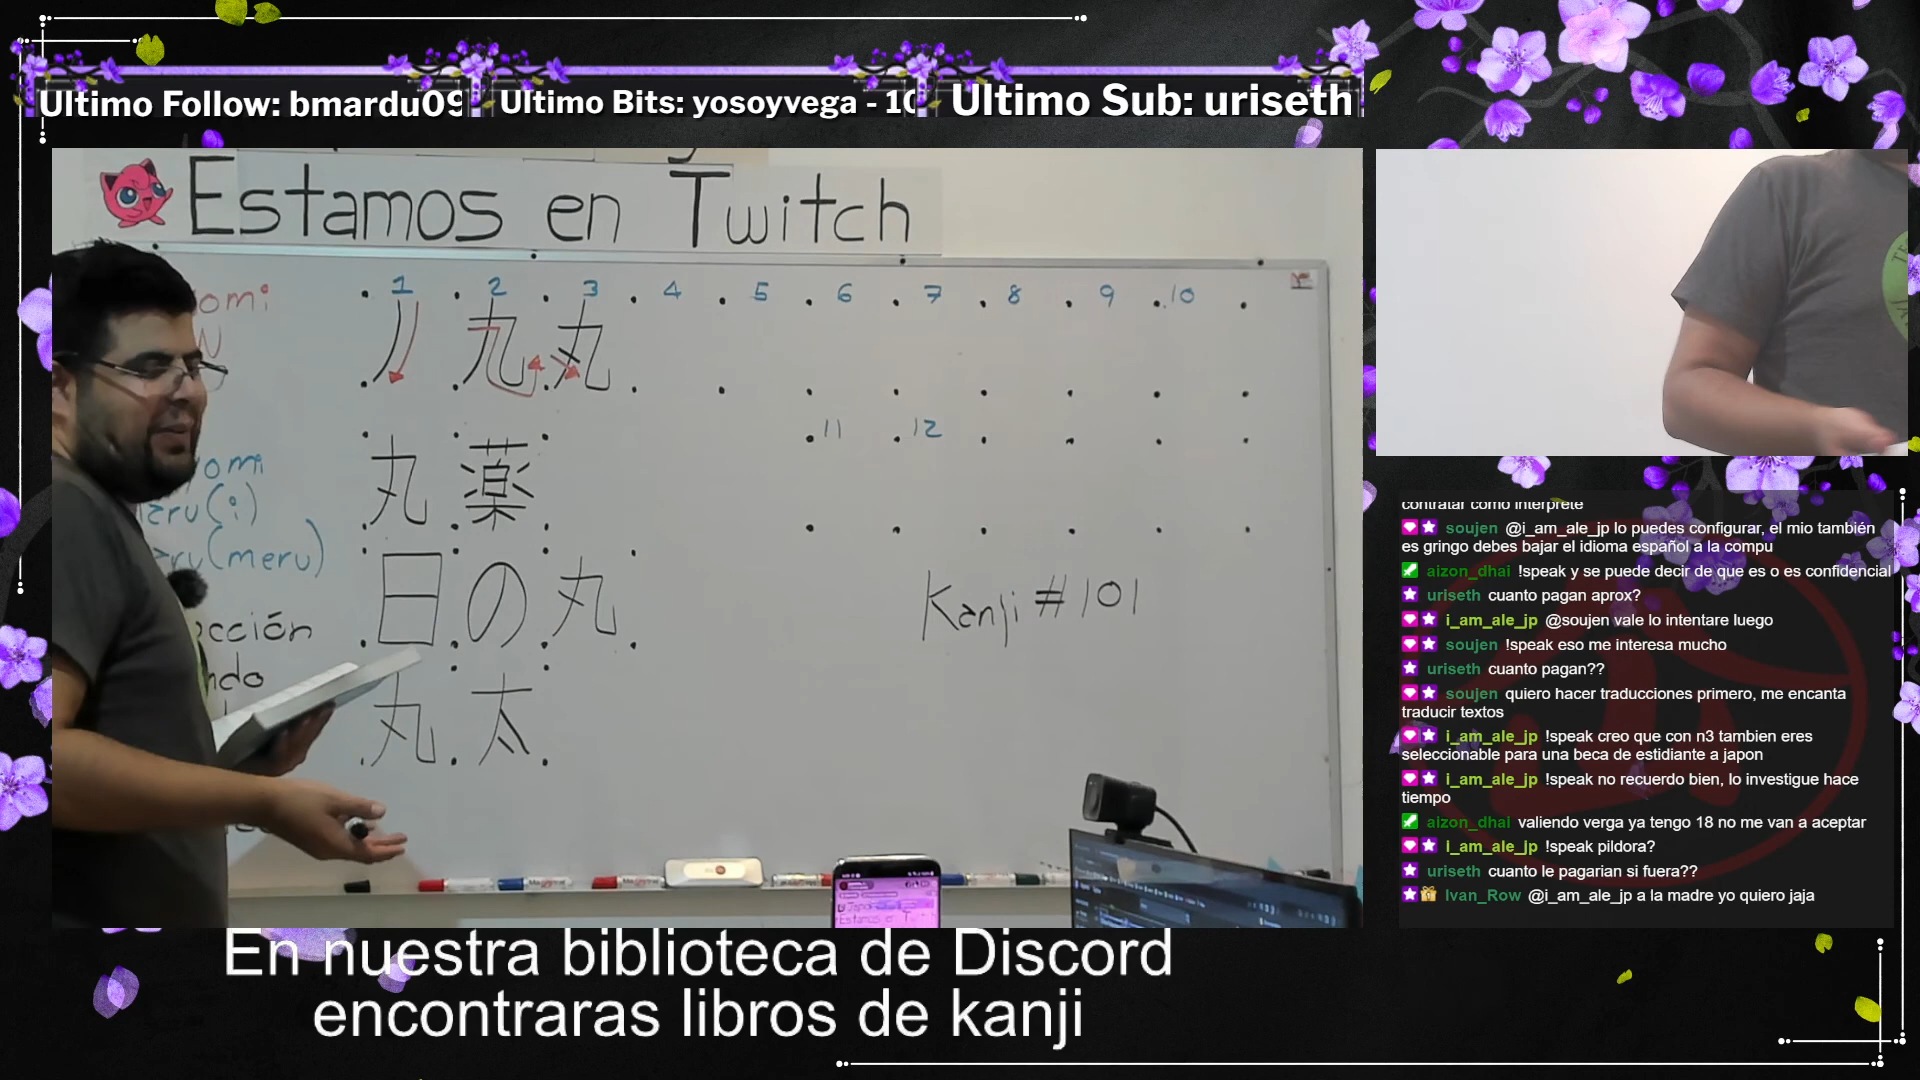 Ultimo Follow: bmardu09
Ultimo Bits: yosoyvega - 10
Ultimo Sub: uriseth
Estamos en Twitch
1 2 3 4 5 6 7 8 9 10
omi
丸 丸
11 12
丸薬
omi
eru(i)
ru(meru)
日の丸
Kanji #101
cción
ndo
丸太
contratar como interprete
soujen @i_am_ale_jp lo puedes configurar, el mio también
es gringo debes bajar el idioma español a la compu
aizon_dhai !speak y se puede decir de que es o es confidencial
uriseth cuanto pagan aprox?
i_am_ale_jp @soujen vale lo intentare luego
soujen !speak eso me interesa mucho
uriseth cuanto pagan??
soujen quiero hacer traducciones primero, me encanta
traducir textos
i_am_ale_jp !speak creo que con n3 tambien eres
seleccionable para una beca de estidiante a japon
i_am_ale_jp !speak no recuerdo bien, lo investigue hace
tiempo
aizon_dhai valiendo verga ya tengo 18 no me van a aceptar
i_am_ale_jp !speak pildora?
uriseth cuanto le pagarian si fuera??
Ivan_Row @i_am_ale_jp a la madre yo quiero jaja
En nuestra biblioteca de Discord
encontraras libros de kanji